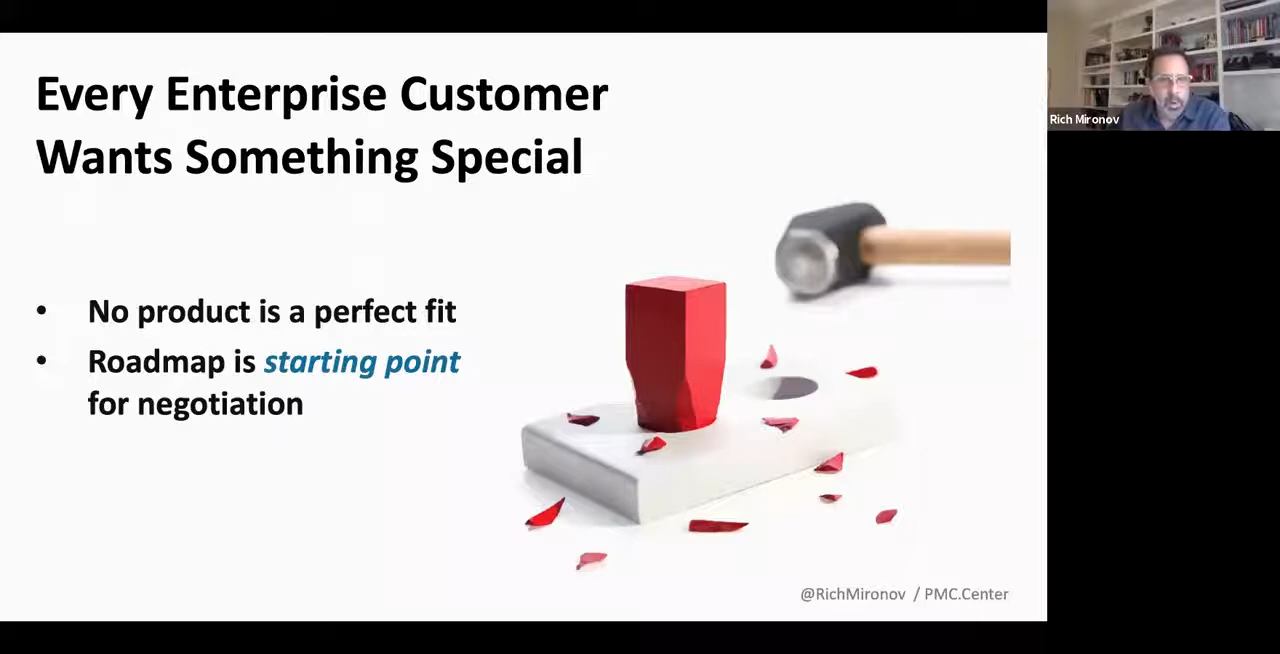 Every Enterprise Customer
Wants Something Special
• No product is a perfect fit
• Roadmap is starting point
for negotiation
@RichMironov / PMC.Center
Rich Mironov